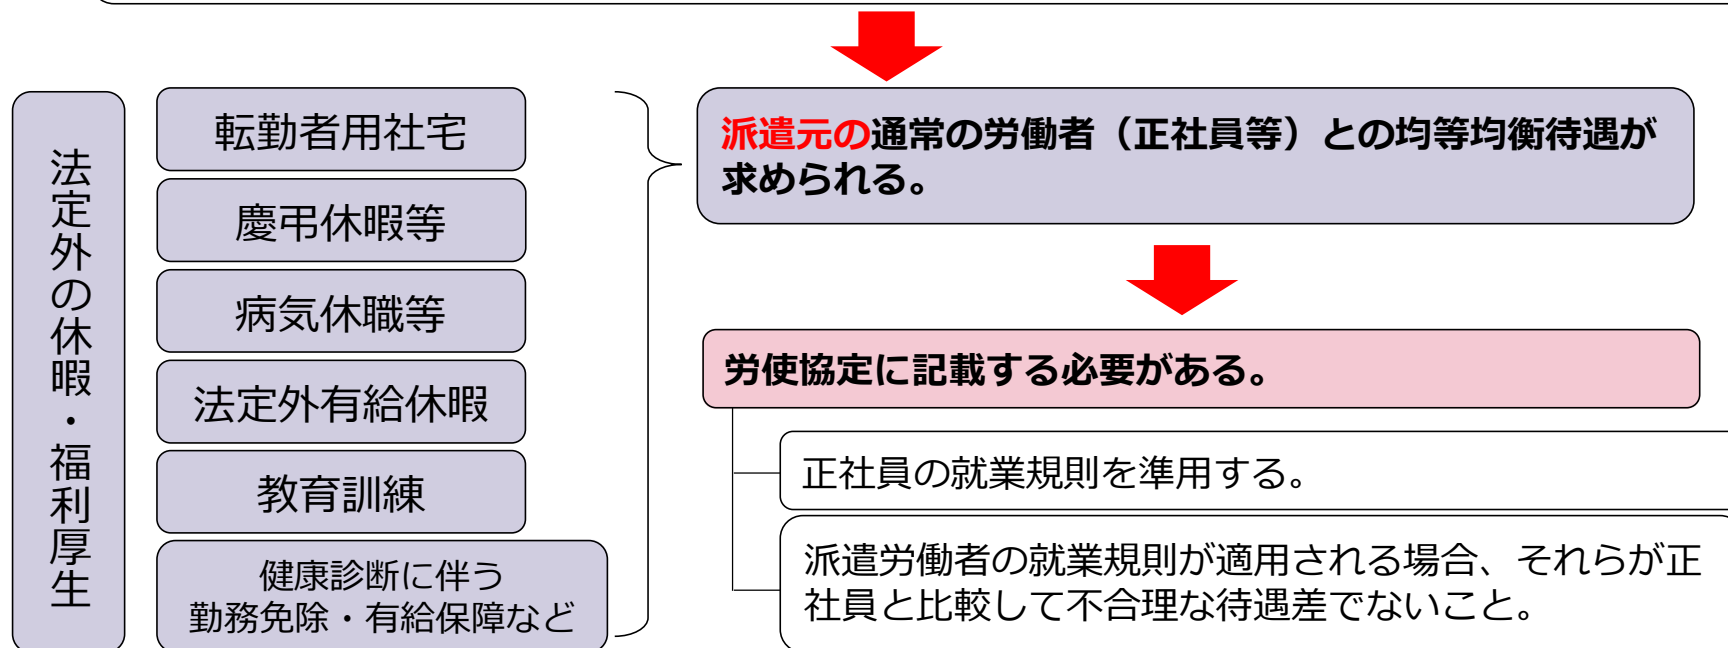 法定外の休暇・福利厚生
転勤者用社宅
慶弔休暇等
病気休職等
法定外有給休暇
教育訓練
健康診断に伴う
勤務免除・有給保障など
派遣元の通常の労働者（正社員等）との均等均衡待遇が
求められる。
労使協定に記載する必要がある。
正社員の就業規則を準用する。
派遣労働者の就業規則が適用される場合、それらが正
社員と比較して不合理な待遇差でないこと。